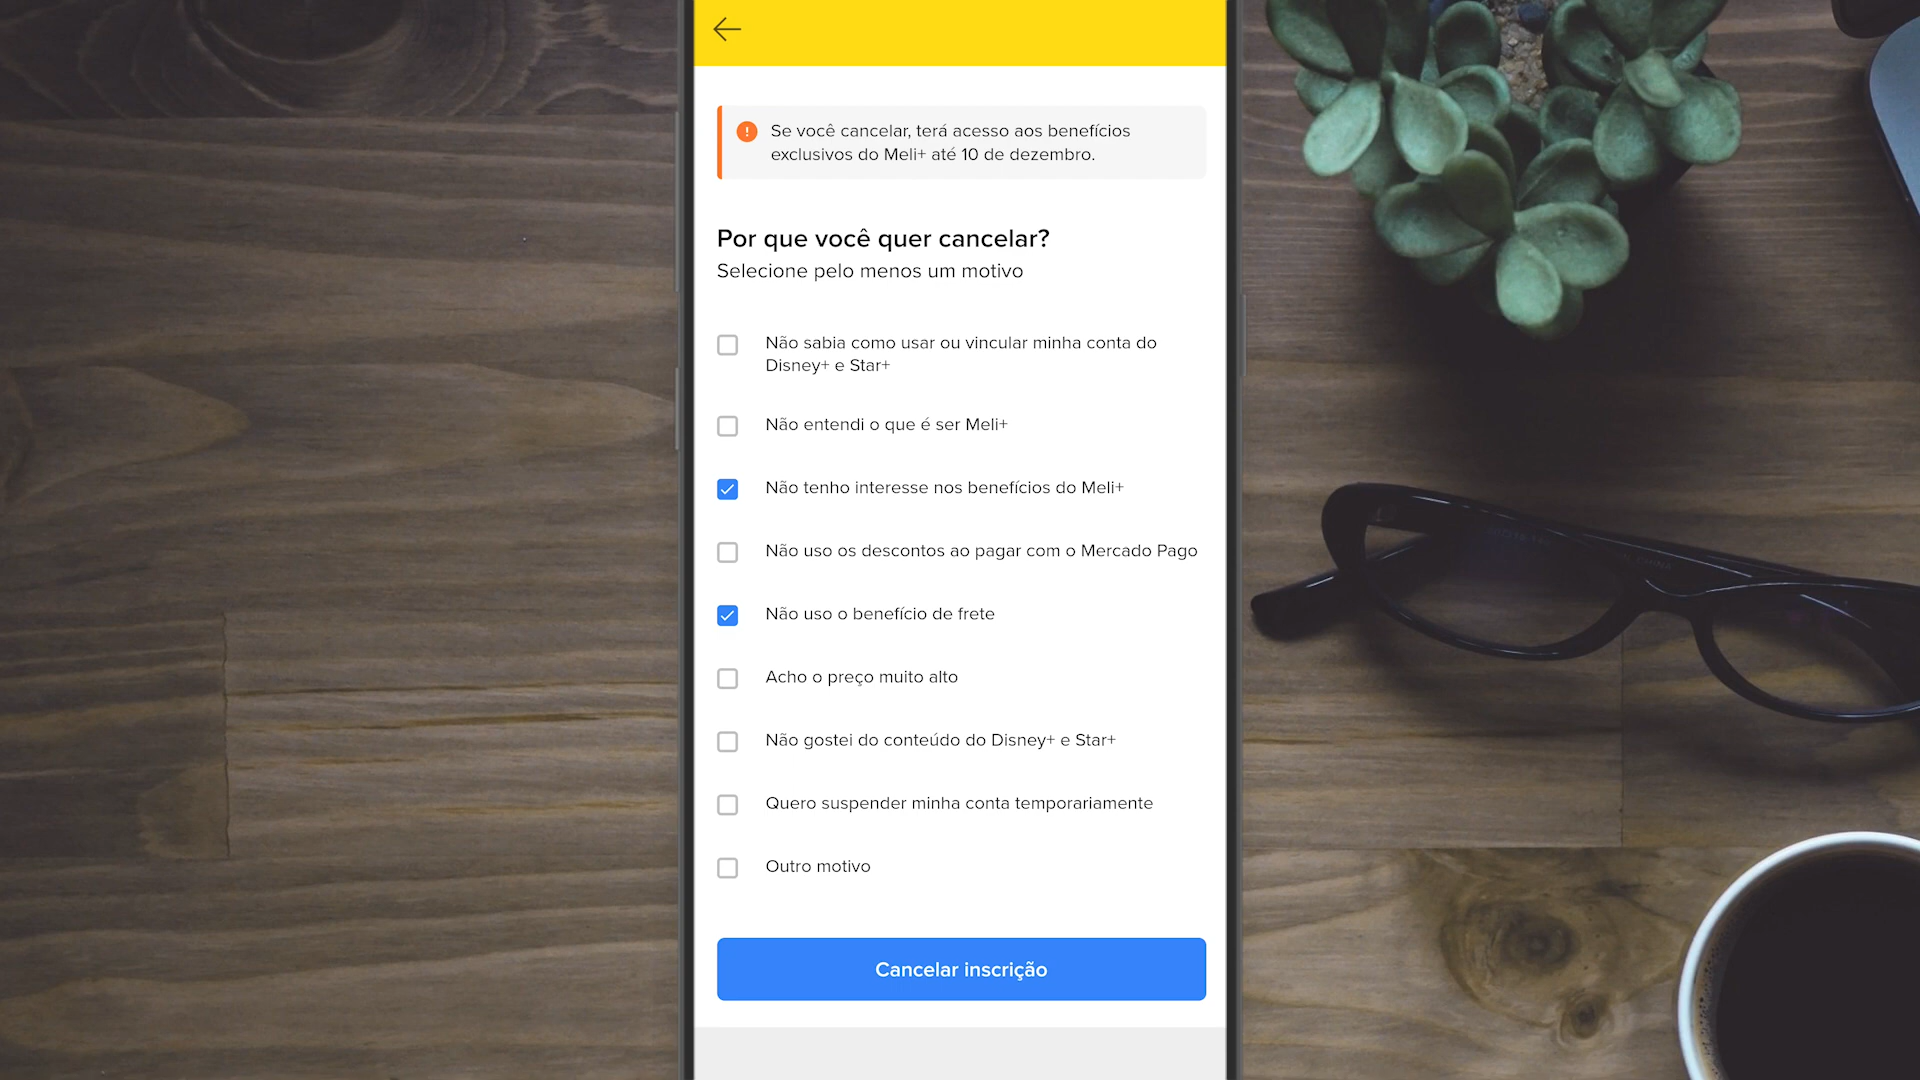 Se você cancelar, terá acesso aos benefícios
exclusivos do Meli+ até 10 de dezembro.
Por que você quer cancelar?
Selecione pelo menos um motivo
Não sabia como usar ou vincular minha conta do
Disney+ e Star+
Não entendi o que é ser Meli+
Não tenho interesse nos benefícios do Meli+
Não uso os descontos ao pagar com o Mercado Pago
Não uso o benefício de frete
Acho o preço muito alto
Não gostei do conteúdo do Disney+ e Star+
Quero suspender minha conta temporariamente
Outro motivo
Cancelar inscrição